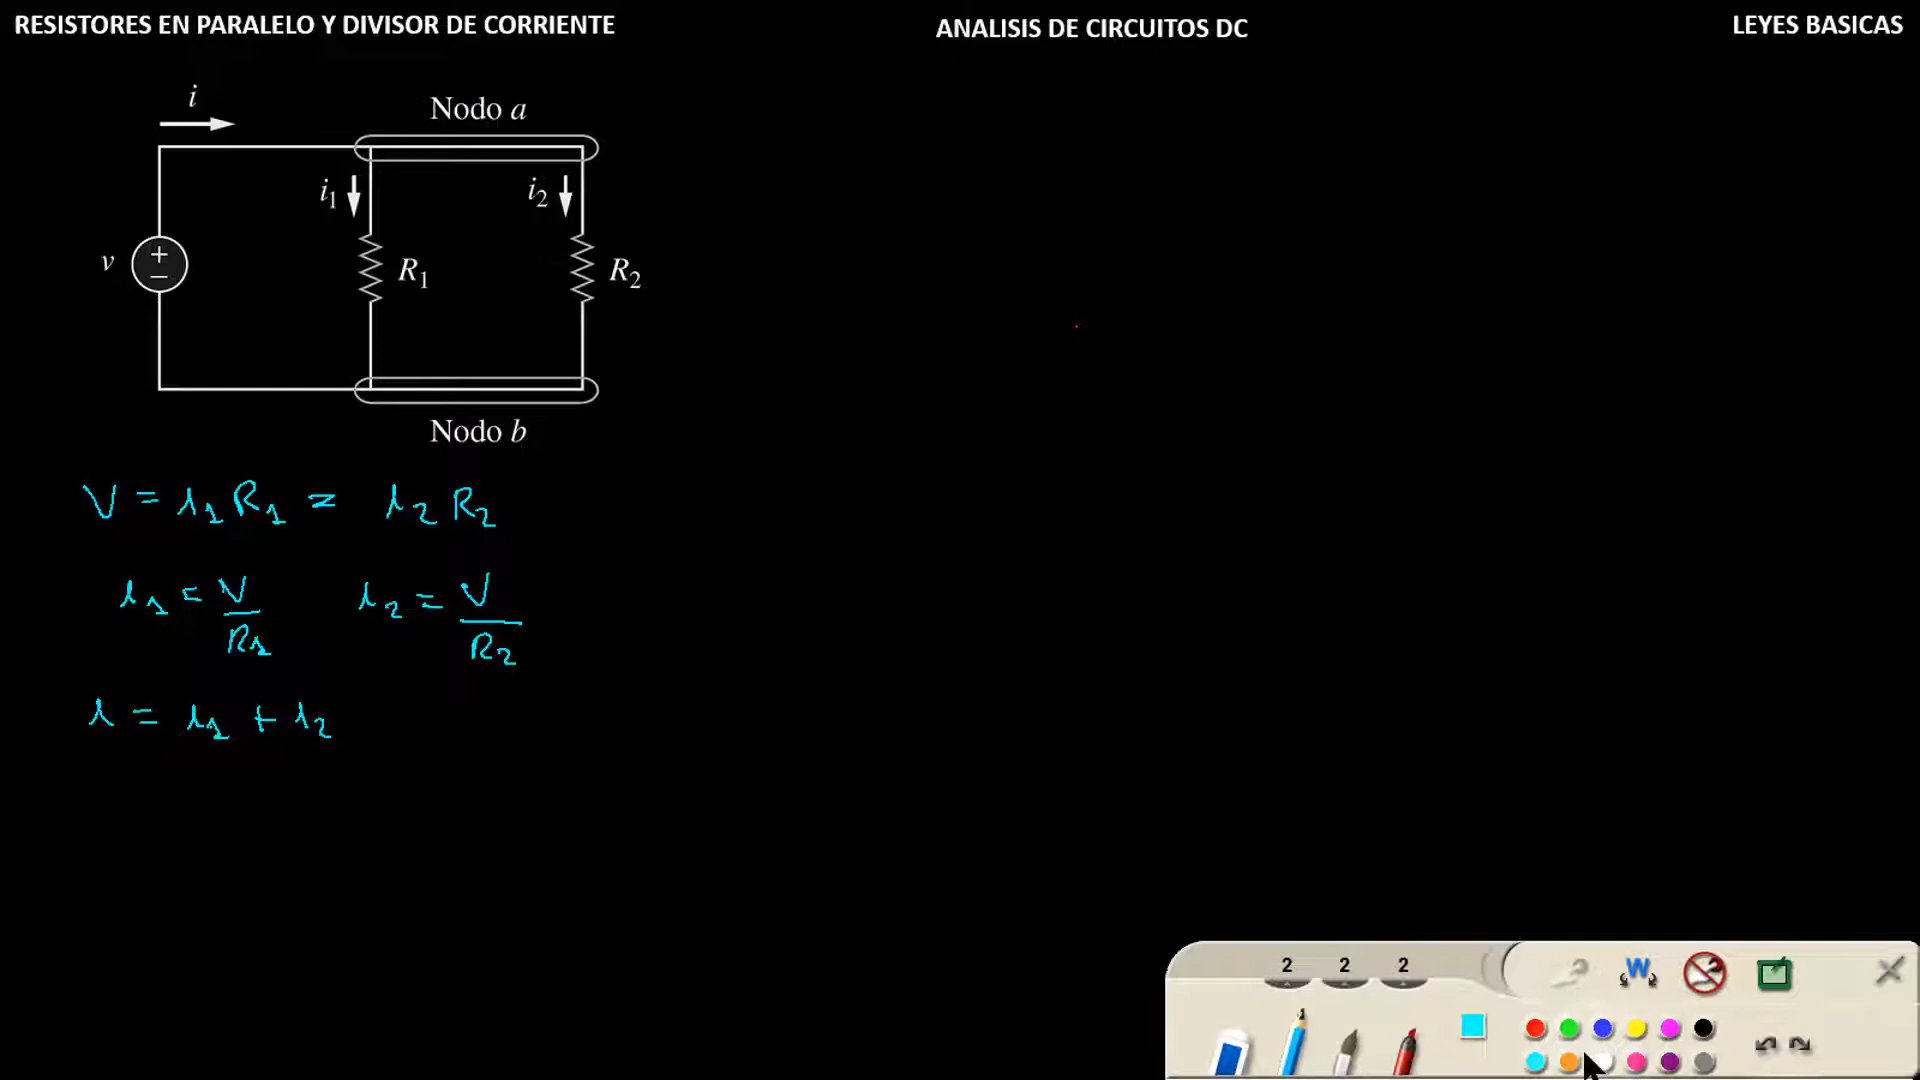 RESISTORES EN PARALELO Y DIVISOR DE CORRIENTE
ANALISIS DE CIRCUITOS DC
LEYES BASICAS
i
Nodo a
i₁
i₂
v
+
−
R₁
R₂
Nodo b
V = i₁ R₁ = i₂ R₂
i₁ = V/R₁ i₂ = V/R₂
i = i₁ + i₂
2 2 2
W